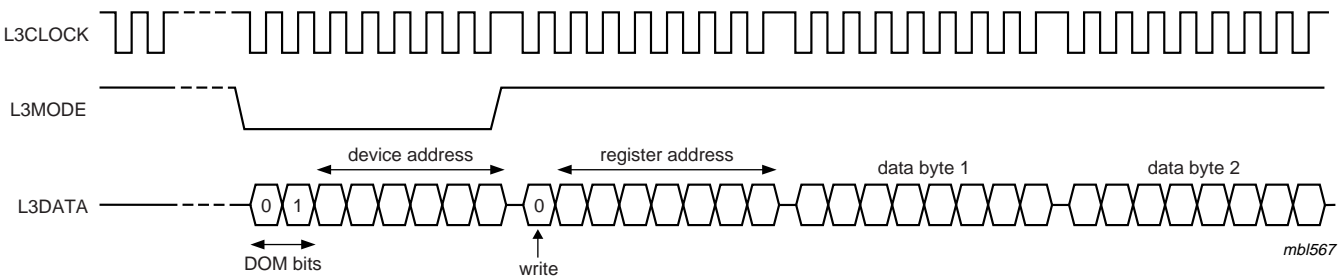 L3CLOCK
L3MODE
device address
register address
data byte 1
data byte 2
L3DATA
0 1
0
DOM bits
write
mbl567